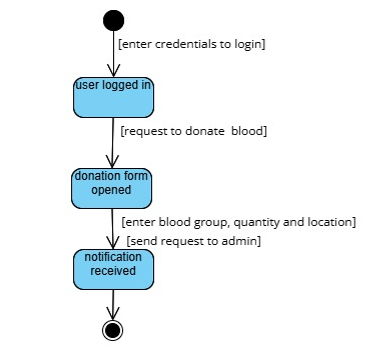 [enter credentials to login]
user logged in
[request to donate blood]
donation form
opened
[enter blood group, quantity and location]
[send request to admin]
notification
received